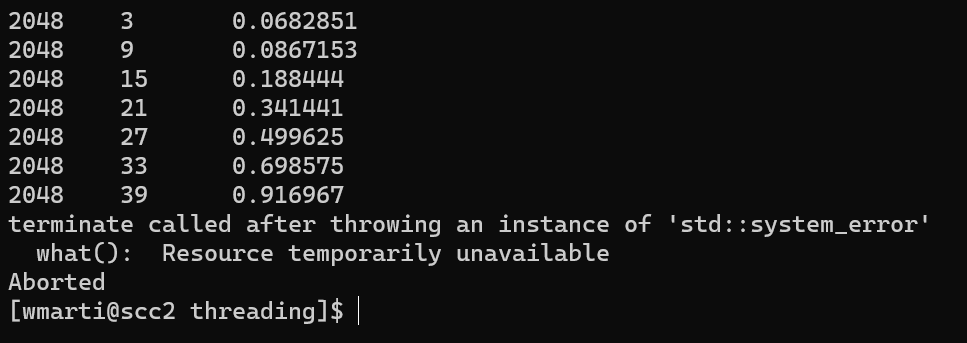 2048    3       0.0682851
2048    9       0.0867153
2048    15      0.188444
2048    21      0.341441
2048    27      0.499625
2048    33      0.698575
2048    39      0.916967
terminate called after throwing an instance of 'std::system_error'
  what():  Resource temporarily unavailable
Aborted
[wmarti@scc2 threading]$